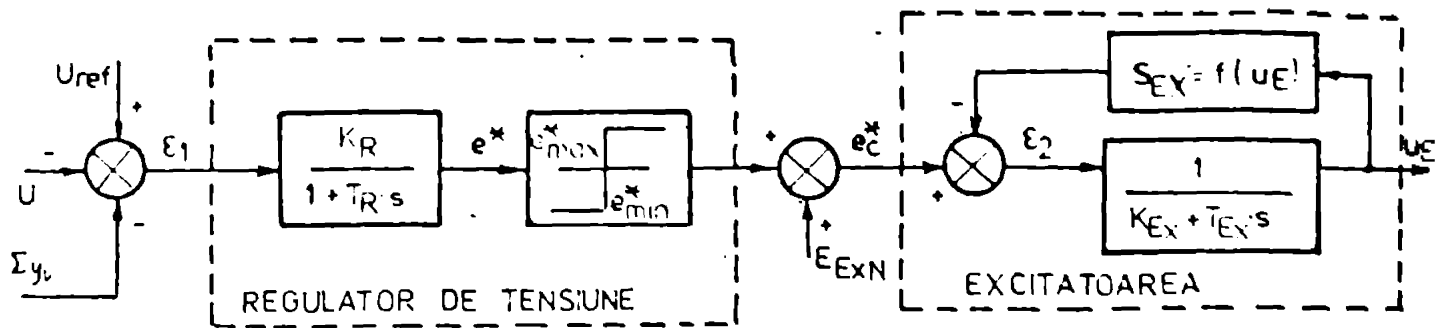 Uref
+
-
U
-
Σyi
ε1
KR
1 + TR·s
e*
e*max
e*min
REGULATOR DE TENSIUNE
+
+
EExN
e*c
-
+
ε2
SEx = f(uE)
1
KEx + TEx·s
uE
EXCITATOAREA